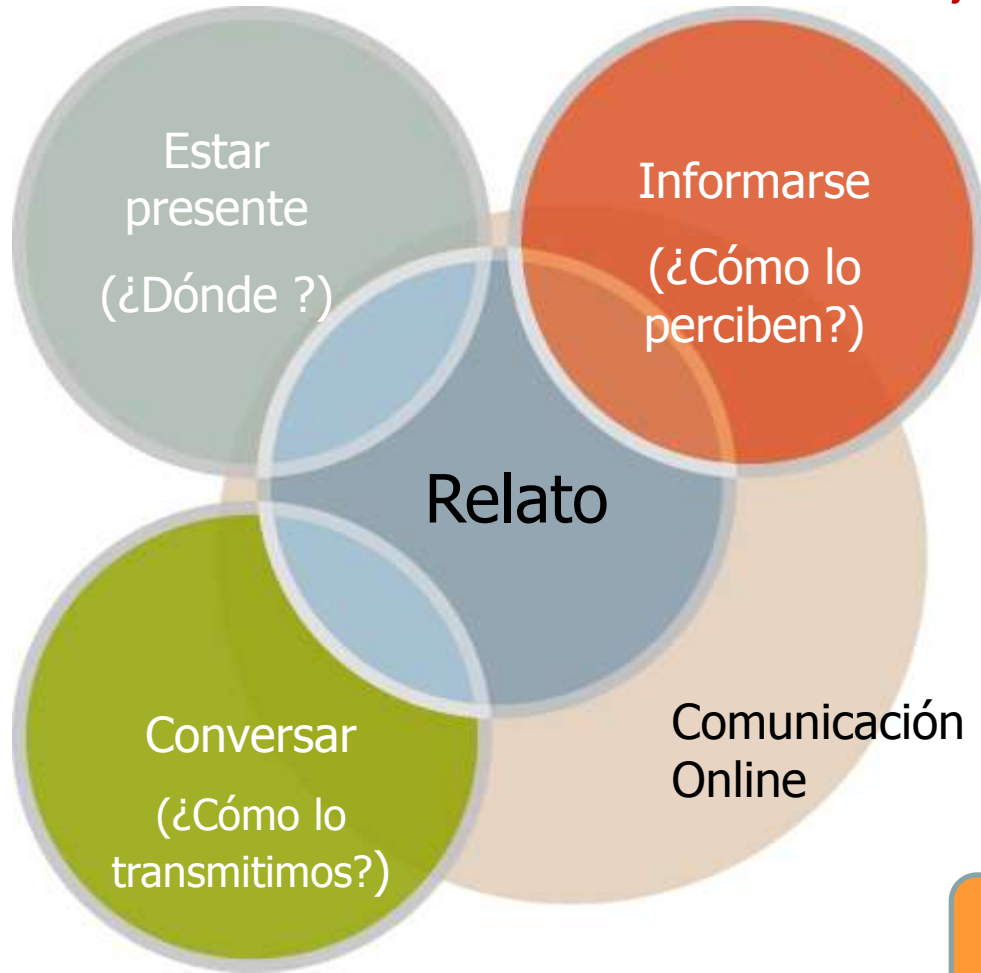 Estar
presente
(¿Dónde ?)
Informarse
(¿Cómo lo
perciben?)
Relato
Conversar
(¿Cómo lo
transmitimos?)
Comunicación
Online